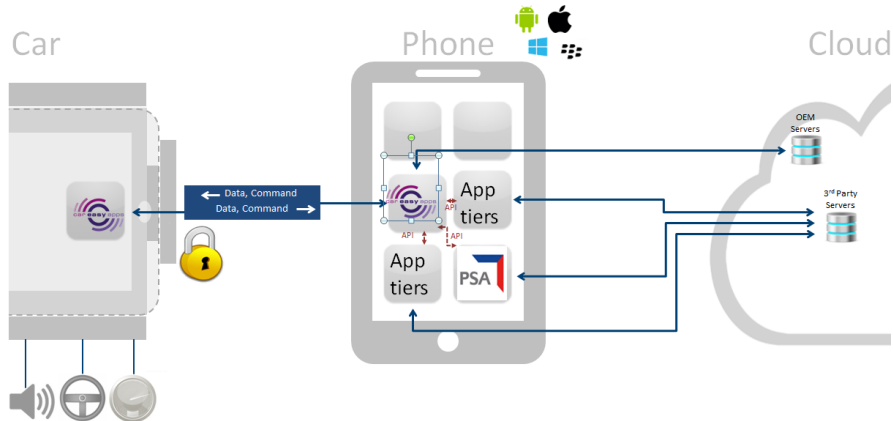 Car
Phone
Cloud
OEM
Servers
3rd Party
Servers
Data, Command
Data, Command
car easy apps
car easy apps
App
tiers
API
API
API
App
tiers
PSA